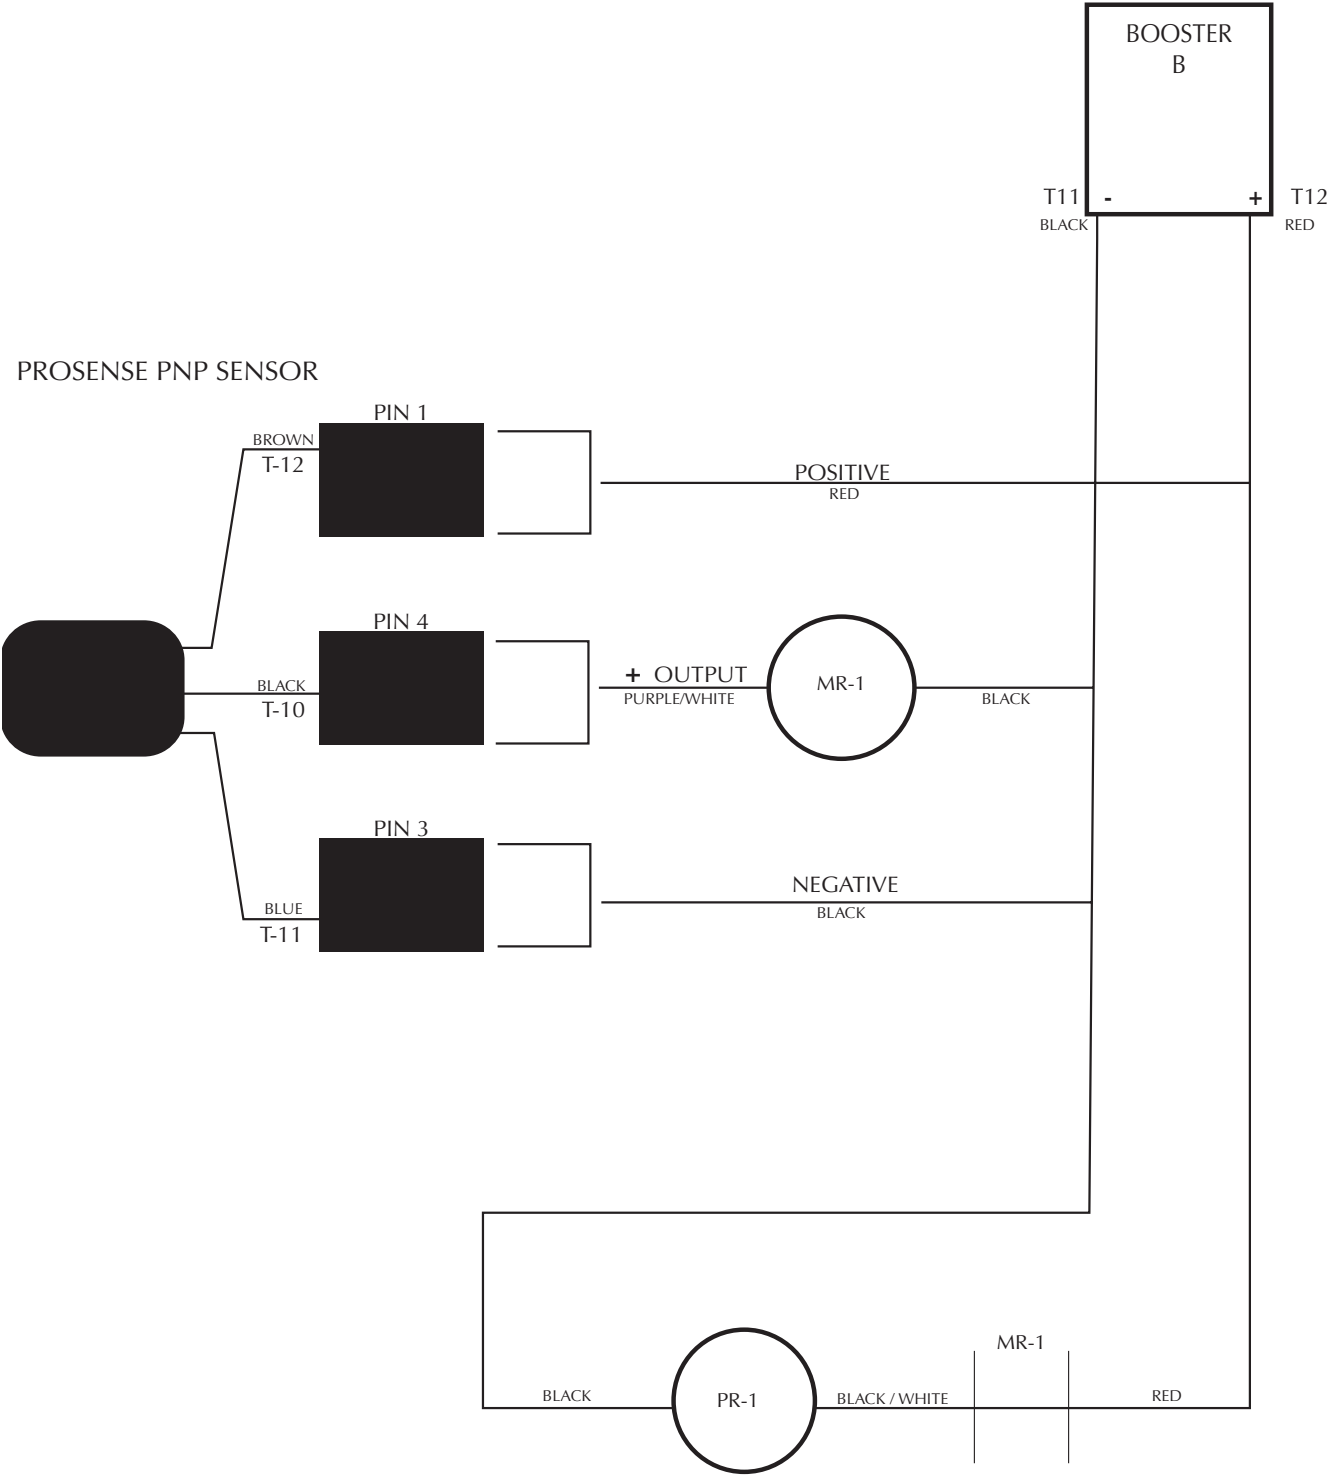 BOOSTER
B
T11 - + T12
BLACK RED
PROSENSE PNP SENSOR
PIN 1
BROWN
T-12
POSITIVE
RED
PIN 4
BLACK
T-10
+ OUTPUT
PURPLE/WHITE
MR-1
BLACK
PIN 3
BLUE
T-11
NEGATIVE
BLACK
MR-1
BLACK
PR-1
BLACK / WHITE
RED